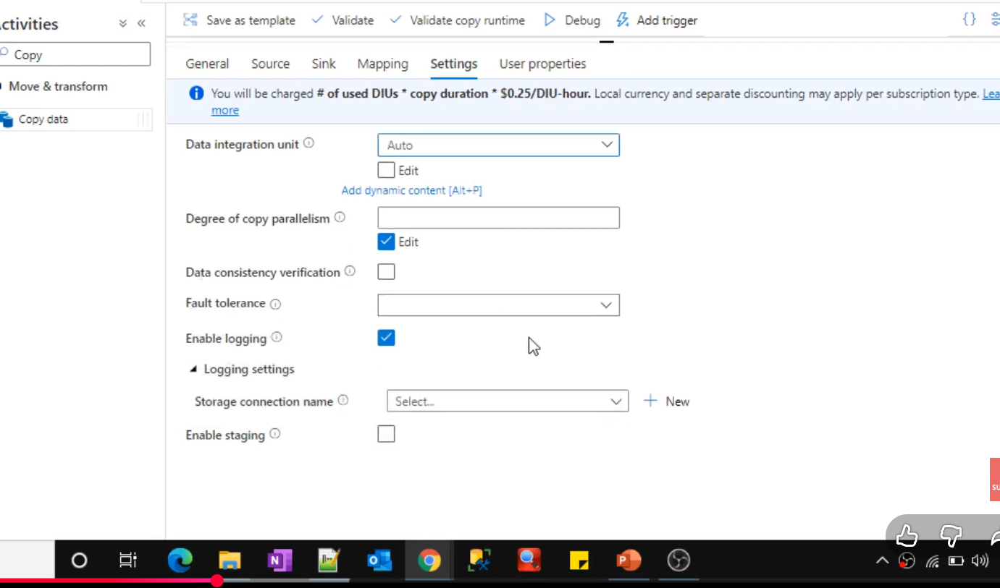 ctivities
Copy
Move & transform
Copy data
Save as template
Validate
Validate copy runtime
Debug
Add trigger
{}
General
Source
Sink
Mapping
Settings
User properties
You will be charged # of used DIUs * copy duration * $0.25/DIU-hour. Local currency and separate discounting may apply per subscription type. Lea
more
Data integration unit
Auto
Edit
Add dynamic content [Alt+P]
Degree of copy parallelism
Edit
Data consistency verification
Fault tolerance
Enable logging
Logging settings
Storage connection name
Select...
New
Enable staging
su